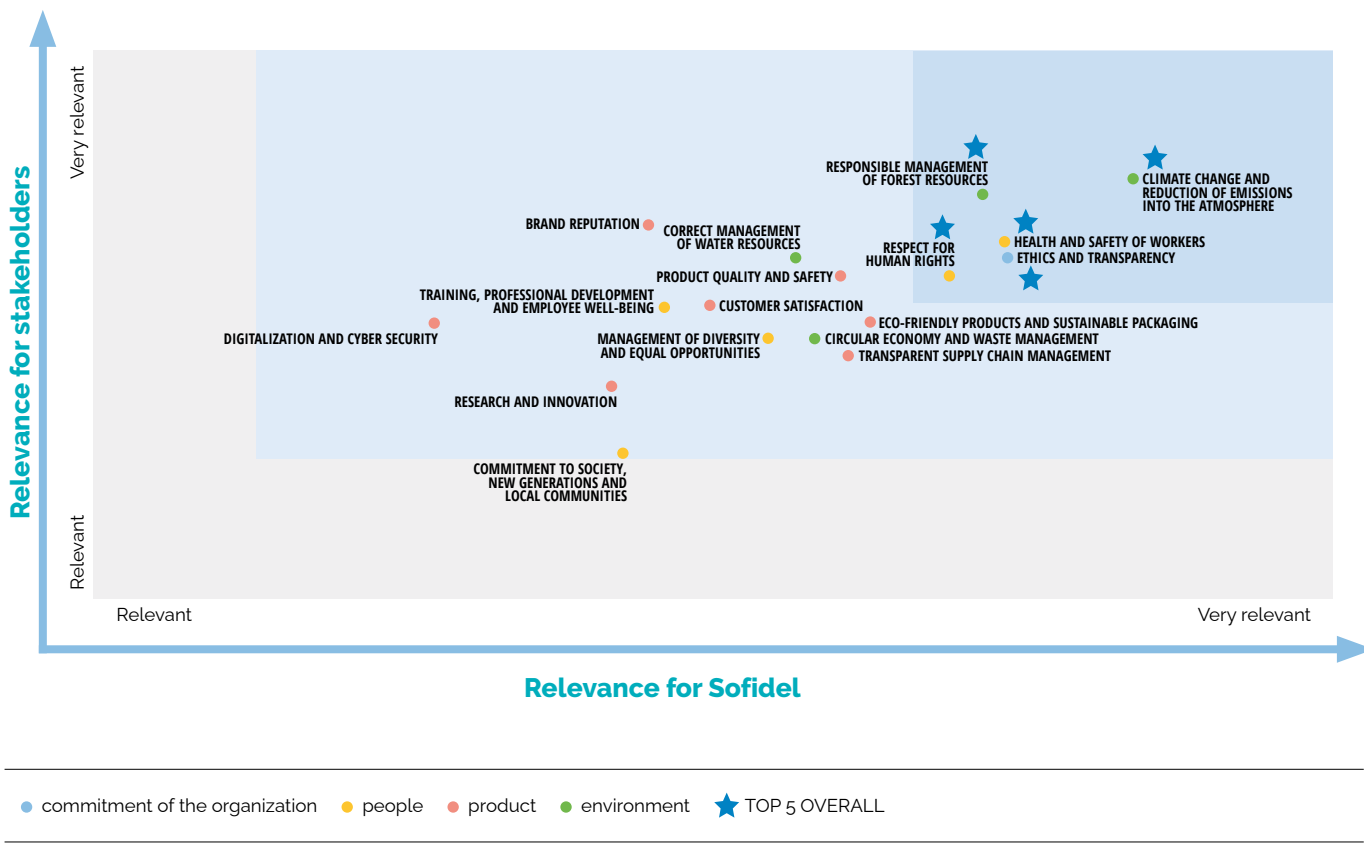 Relevance for stakeholders
Very relevant
Relevant
RESPONSIBLE MANAGEMENT
OF FOREST RESOURCES
CLIMATE CHANGE AND
REDUCTION OF EMISSIONS
INTO THE ATMOSPHERE
BRAND REPUTATION
CORRECT MANAGEMENT
OF WATER RESOURCES
RESPECT FOR
HUMAN RIGHTS
HEALTH AND SAFETY OF WORKERS
ETHICS AND TRANSPARENCY
PRODUCT QUALITY AND SAFETY
TRAINING, PROFESSIONAL DEVELOPMENT
AND EMPLOYEE WELL-BEING
CUSTOMER SATISFACTION
DIGITALIZATION AND CYBER SECURITY
ECO-FRIENDLY PRODUCTS AND SUSTAINABLE PACKAGING
MANAGEMENT OF DIVERSITY
AND EQUAL OPPORTUNITIES
CIRCULAR ECONOMY AND WASTE MANAGEMENT
TRANSPARENT SUPPLY CHAIN MANAGEMENT
RESEARCH AND INNOVATION
COMMITMENT TO SOCIETY,
NEW GENERATIONS AND
LOCAL COMMUNITIES
Relevant
Very relevant
Relevance for Sofidel
commitment of the organization
people
product
environment
TOP 5 OVERALL